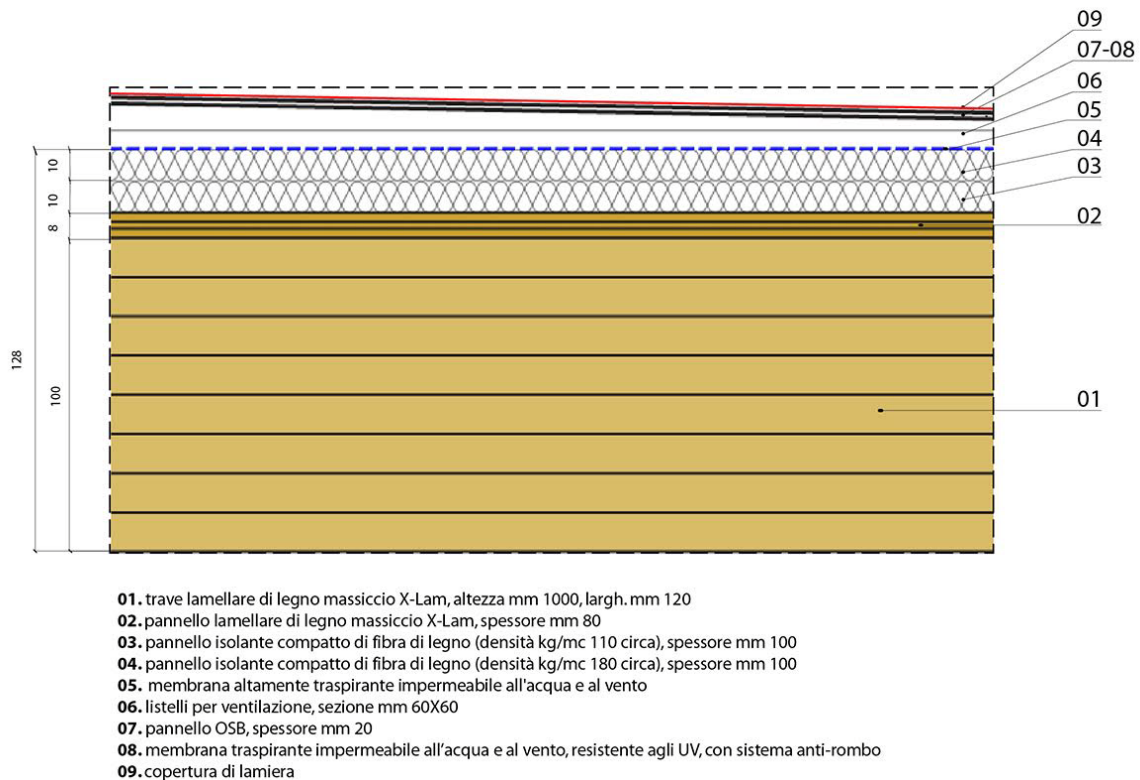 09
07-08
06
05
04
03
02
01
10
10
8
128
100
01. trave lamellare di legno massiccio X-Lam, altezza mm 1000, largh. mm 120
02. pannello lamellare di legno massiccio X-Lam, spessore mm 80
03. pannello isolante compatto di fibra di legno (densità kg/mc 110 circa), spessore mm 100
04. pannello isolante compatto di fibra di legno (densità kg/mc 180 circa), spessore mm 100
05. membrana altamente traspirante impermeabile all'acqua e al vento
06. listelli per ventilazione, sezione mm 60X60
07. pannello OSB, spessore mm 20
08. membrana traspirante impermeabile all’acqua e al vento, resistente agli UV, con sistema anti-rombo
09. copertura di lamiera